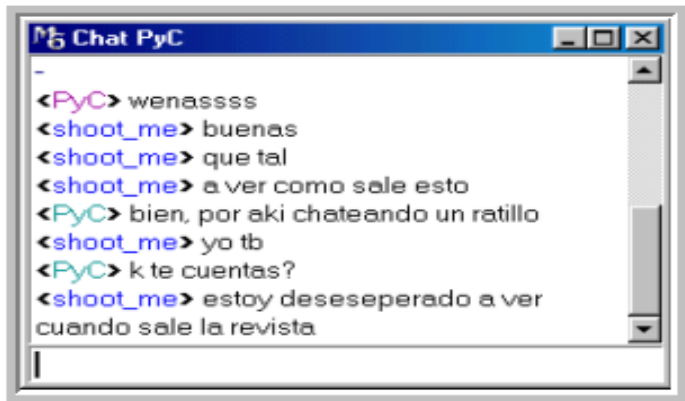 Chat PyC
-
<PyC> wenassss
<shoot_me> buenas
<shoot_me> que tal
<shoot_me> a ver como sale esto
<PyC> bien, por aki chateando un ratillo
<shoot_me> yo tb
<PyC> k te cuentas?
<shoot_me> estoy deseseperado a ver
cuando sale la revista